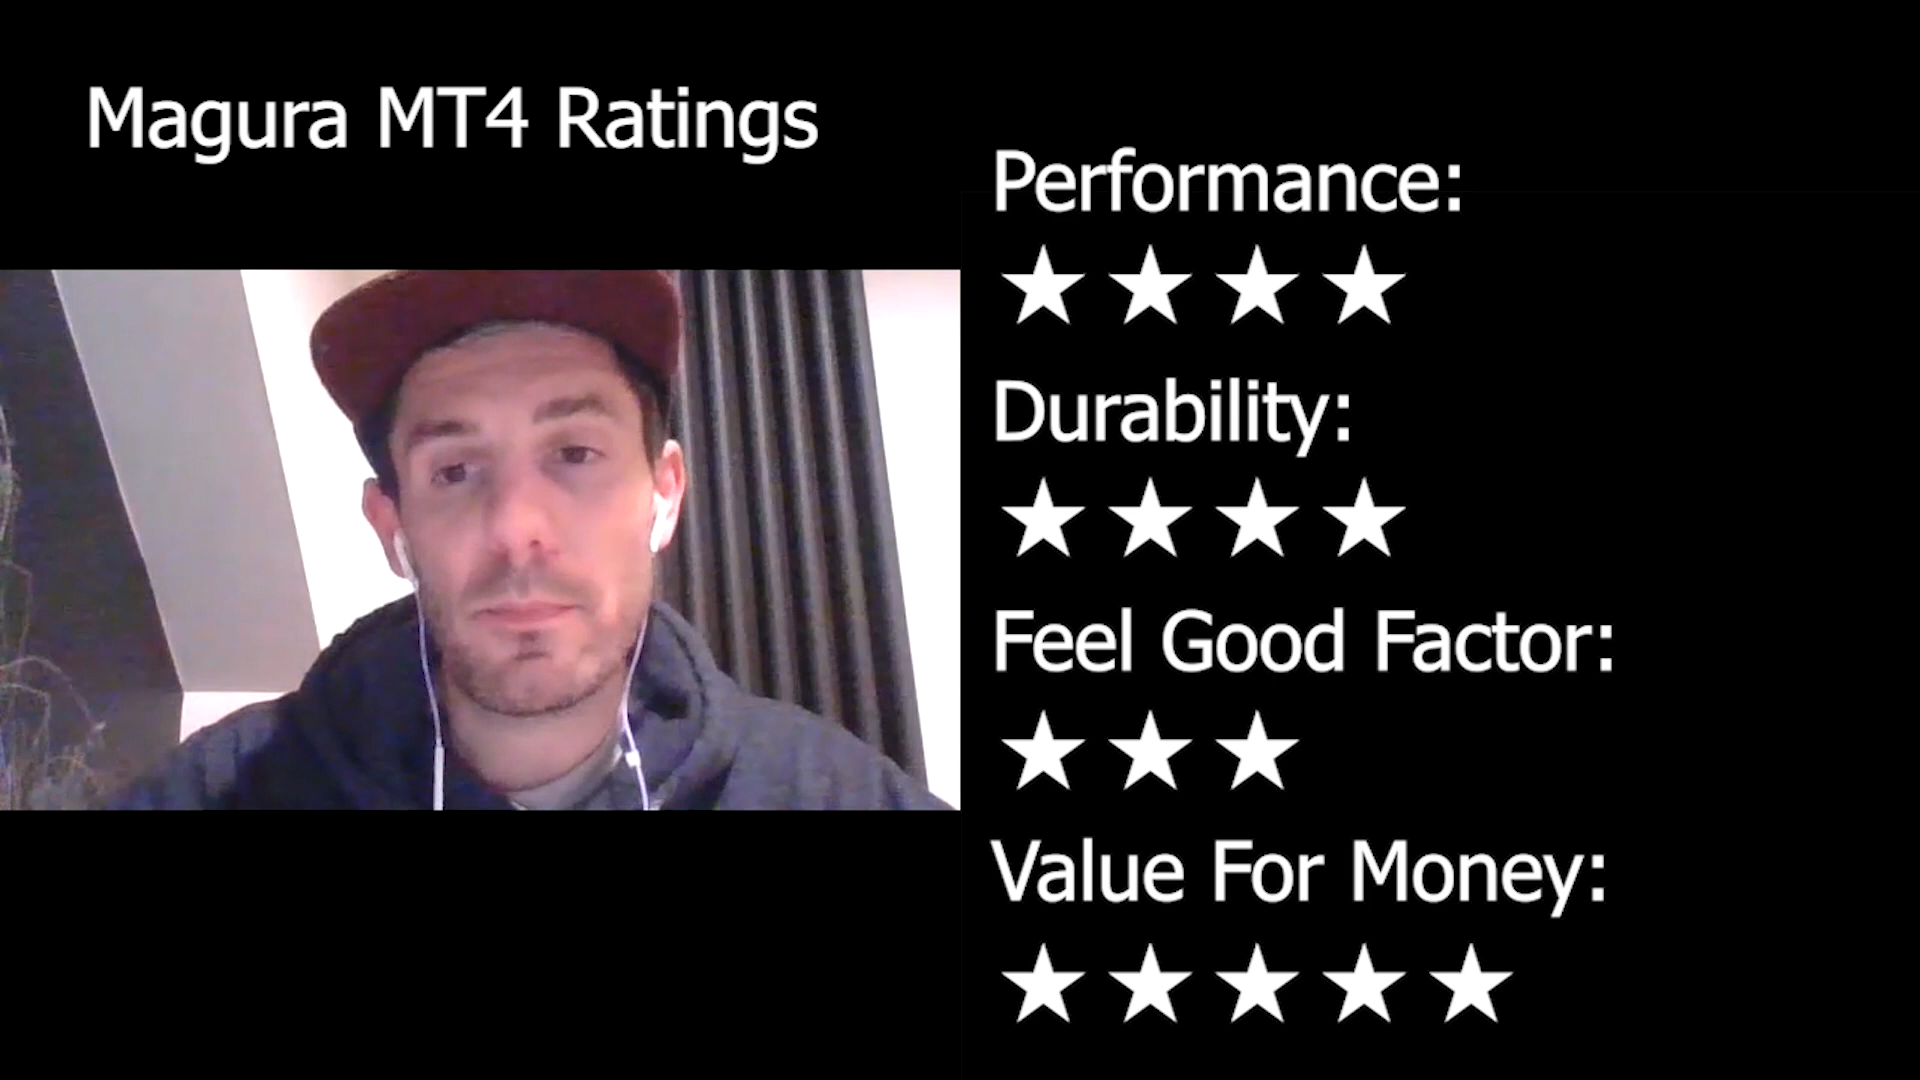 Magura MT4 Ratings
Performance:
★★★★
Durability:
★★★★
Feel Good Factor:
★★★
Value For Money:
★★★★★